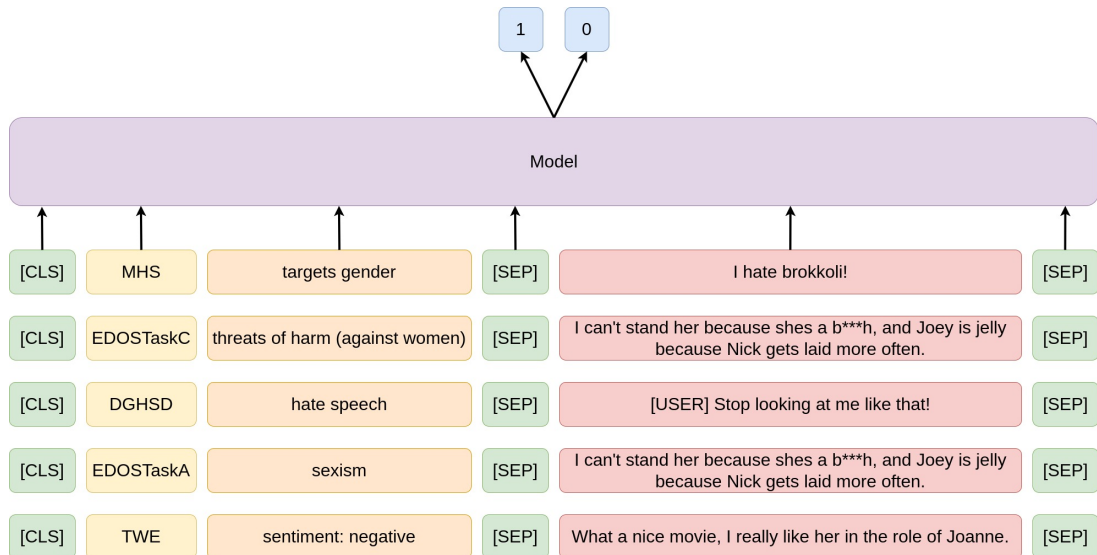 1 0
Model
[CLS] MHS targets gender [SEP] I hate brokkoli! [SEP]
[CLS] EDOSTaskC threats of harm (against women) [SEP] I can't stand her because shes a b***h, and Joey is jelly
because Nick gets laid more often. [SEP]
[CLS] DGHSD hate speech [SEP] [USER] Stop looking at me like that! [SEP]
[CLS] EDOSTaskA sexism [SEP] I can't stand her because shes a b***h, and Joey is jelly
because Nick gets laid more often. [SEP]
[CLS] TWE sentiment: negative [SEP] What a nice movie, I really like her in the role of Joanne. [SEP]